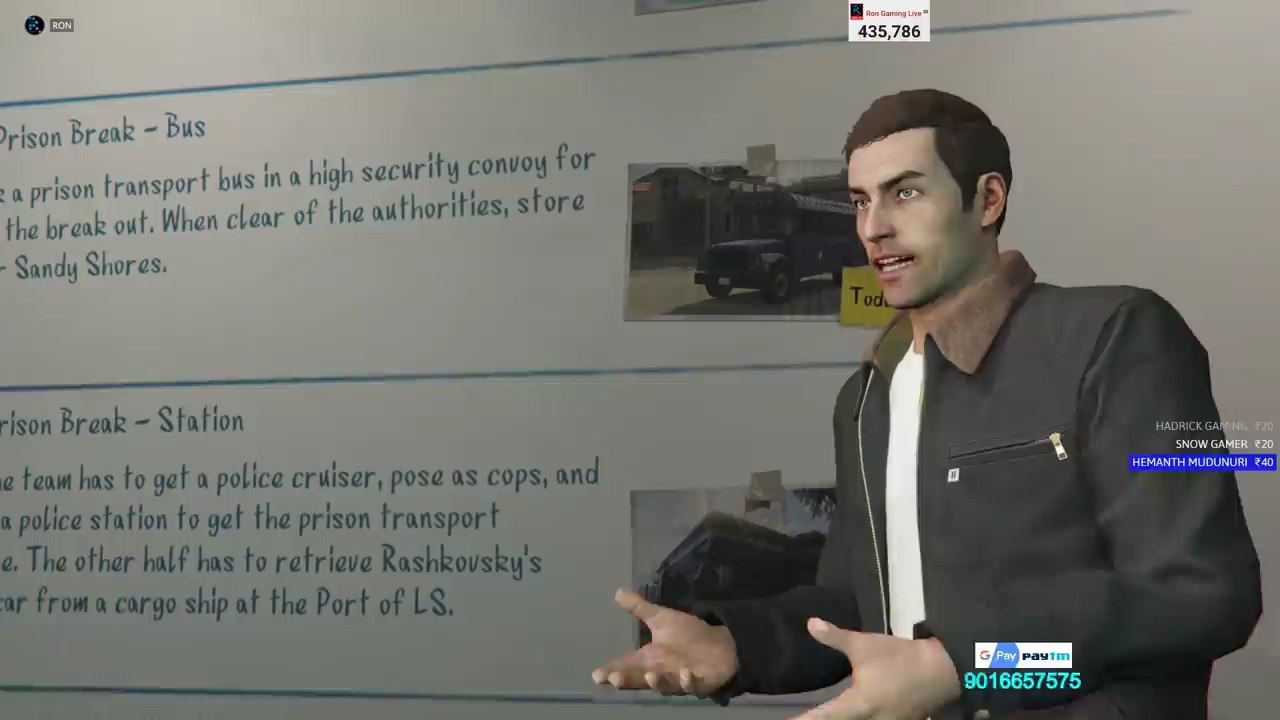 RON
Ron Gaming Live
435,786
Prison Break - Bus
a prison transport bus in a high security convoy for
the break out. When clear of the authorities, store
Sandy Shores.
Prison Break - Station
team has to get a police cruiser, pose as cops, and
a police station to get the prison transport
The other half has to retrieve Rashkovsky's
car from a cargo ship at the Port of LS.
HADRICK GAMING ₹20
SNOW GAMER ₹20
HEMANTH MUDUNURI ₹40
G Pay paytm
9016657575